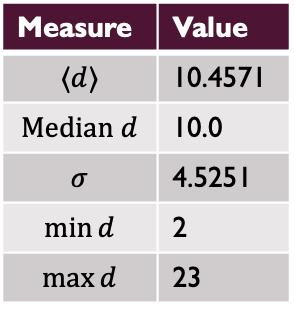 Measure Value
⟨d⟩ 10.4571
Median d 10.0
σ 4.5251
min d 2
max d 23